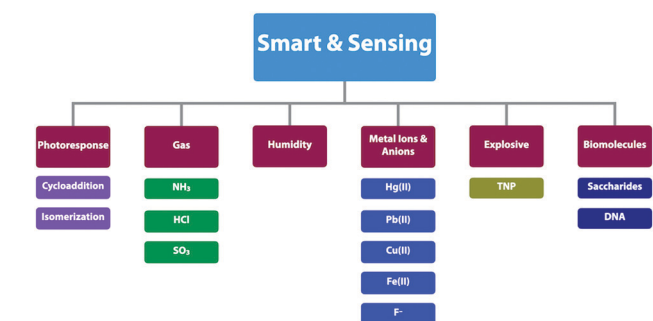 Smart & Sensing
Photoresponse
Gas
Humidity
Metal Ions &
Anions
Explosive
Biomolecules
Cycloaddition
NH₃
Hg(II)
TNP
Saccharides
Isomerization
HCl
Pb(II)
DNA
SO₃
Cu(II)
Fe(II)
F⁻